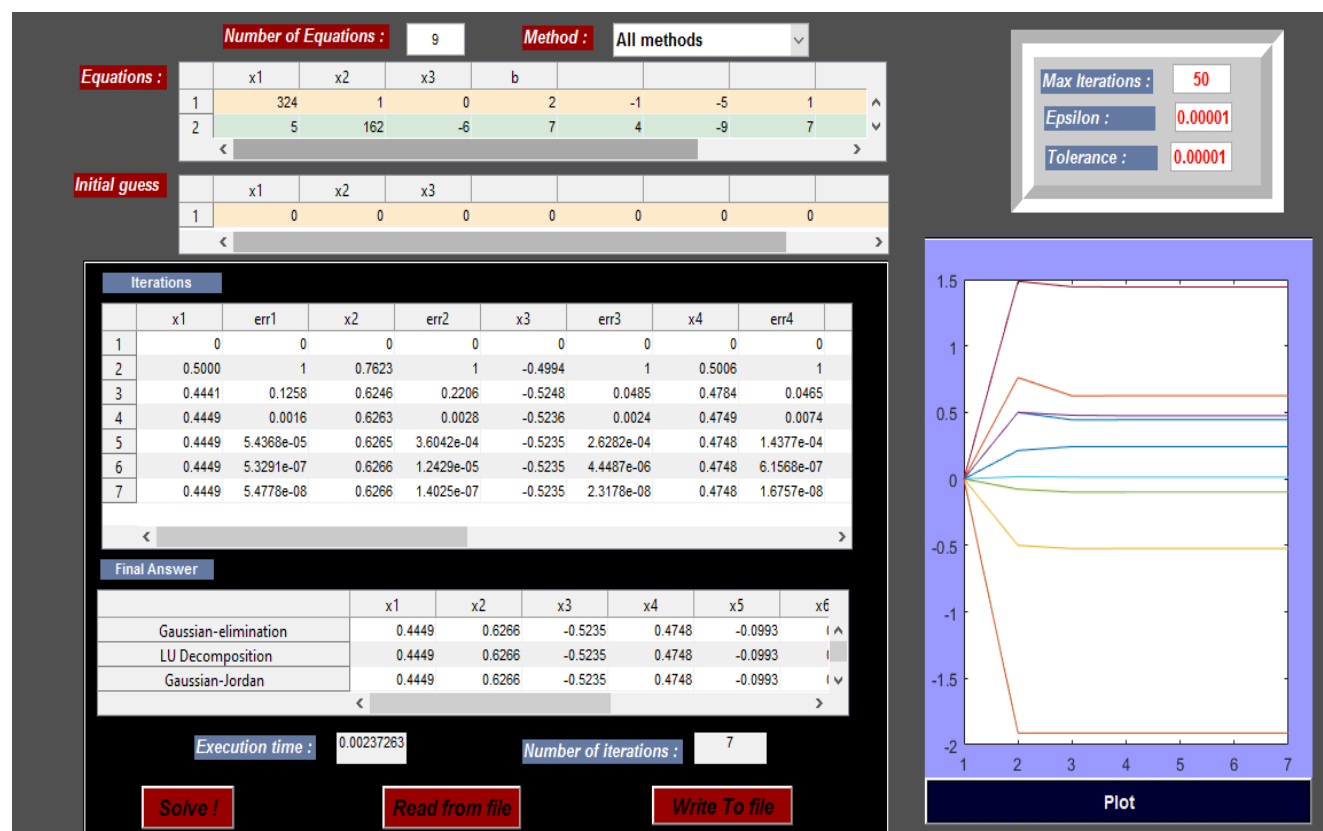 Number of Equations : 9 Method : All methods
Equations : x1 x2 x3 b
1 324 1 0 2 -1 -5 1
2 5 162 -6 7 4 -9 7
Initial guess x1 x2 x3
1 0 0 0 0 0 0 0
Max Iterations : 50
Epsilon : 0.00001
Tolerance : 0.00001
Iterations
x1 err1 x2 err2 x3 err3 x4 err4
1 0 0 0 0 0 0 0 0
2 0.5000 1 0.7623 1 -0.4994 1 0.5006 1
3 0.4441 0.1258 0.6246 0.2206 -0.5248 0.0485 0.4784 0.0465
4 0.4449 0.0016 0.6263 0.0028 -0.5236 0.0024 0.4749 0.0074
5 0.4449 5.4368e-05 0.6265 3.6042e-04 -0.5235 2.6282e-04 0.4748 1.4377e-04
6 0.4449 5.3291e-07 0.6266 1.2429e-05 -0.5235 4.4487e-06 0.4748 6.1568e-07
7 0.4449 5.4778e-08 0.6266 1.4025e-07 -0.5235 2.3178e-08 0.4748 1.6757e-08
Final Answer
x1 x2 x3 x4 x5 x6
Gaussian-elimination 0.4449 0.6266 -0.5235 0.4748 -0.0993
LU Decomposition 0.4449 0.6266 -0.5235 0.4748 -0.0993
Gaussian-Jordan 0.4449 0.6266 -0.5235 0.4748 -0.0993
Execution time : 0.00237263 Number of iterations : 7
Solve ! Read from file Write To file
1.5
1
0.5
0
-0.5
-1
-1.5
-2
1 2 3 4 5 6 7
Plot